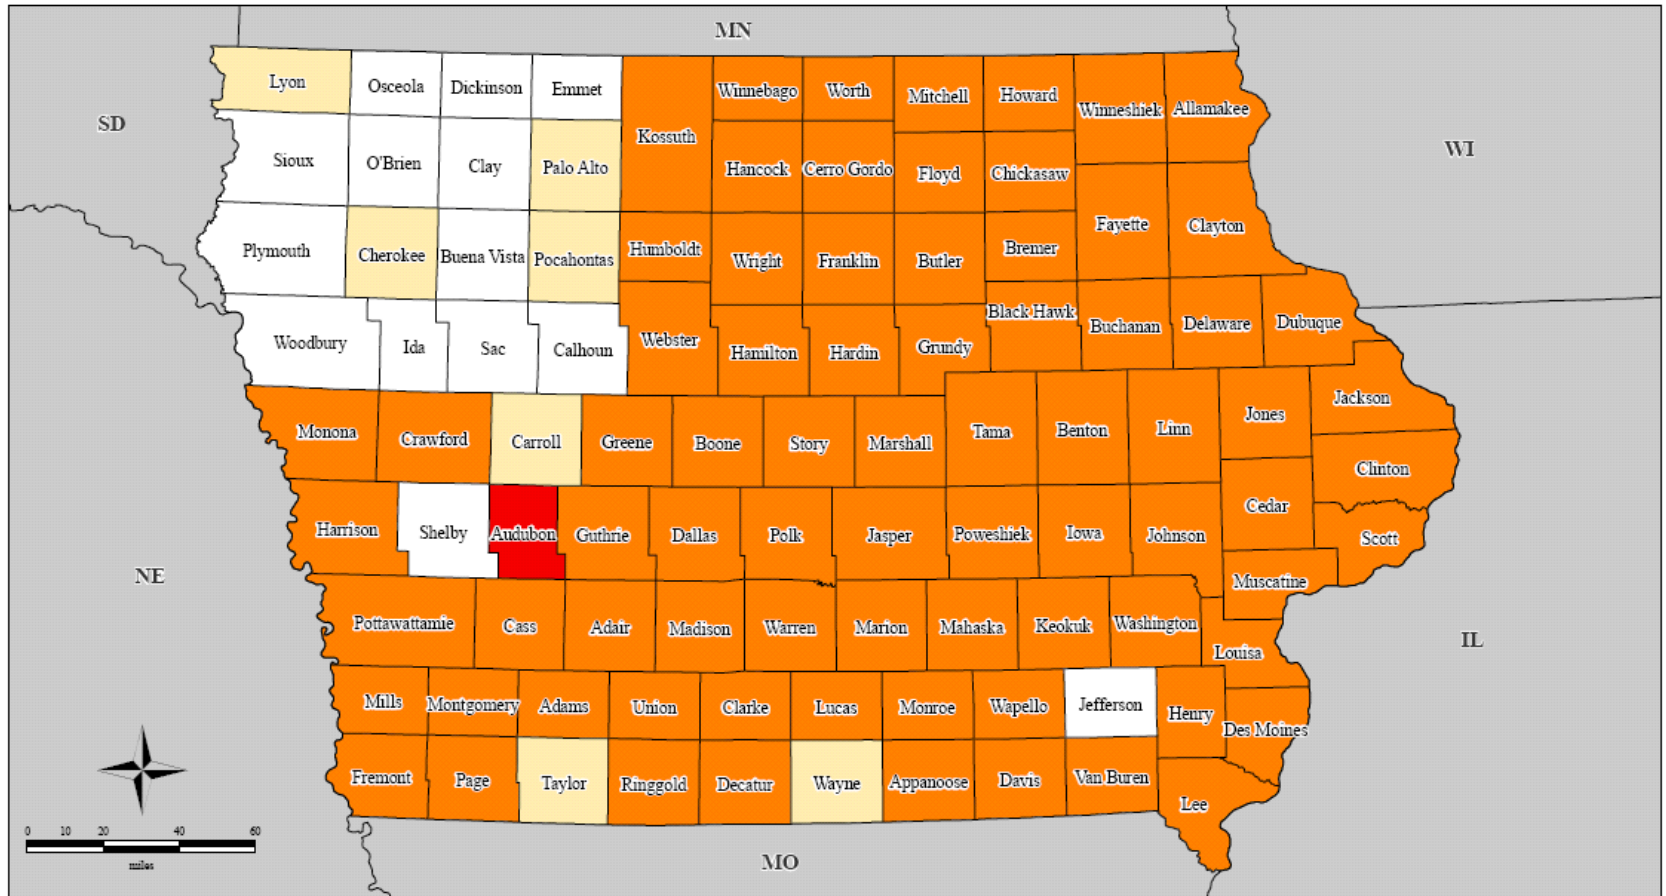 MN
Lyon
Osceola
Dickinson
Emmet
Kossuth
Winnebago
Worth
Mitchell
Howard
Winneshiek
Allamakee
SD
WI
Sioux
O'Brien
Clay
Palo Alto
Hancock
Cerro Gordo
Floyd
Chickasaw
Fayette
Clayton
Plymouth
Cherokee
Buena Vista
Pocahontas
Humboldt
Wright
Franklin
Butler
Bremer
Woodbury
Ida
Sac
Calhoun
Webster
Hamilton
Hardin
Grundy
Black Hawk
Buchanan
Delaware
Dubuque
Monona
Crawford
Carroll
Greene
Boone
Story
Marshall
Tama
Benton
Linn
Jones
Jackson
Clinton
Harrison
Shelby
Audubon
Guthrie
Dallas
Polk
Jasper
Poweshiek
Iowa
Johnson
Cedar
Scott
Muscatine
NE
IL
Pottawattamie
Cass
Adair
Madison
Warren
Marion
Mahaska
Keokuk
Washington
Louisa
Mills
Montgomery
Adams
Union
Clarke
Lucas
Monroe
Wapello
Jefferson
Henry
Des Moines
Fremont
Page
Taylor
Ringgold
Decatur
Wayne
Appanoose
Davis
Van Buren
Lee
0 10 20 40 60
miles
MO